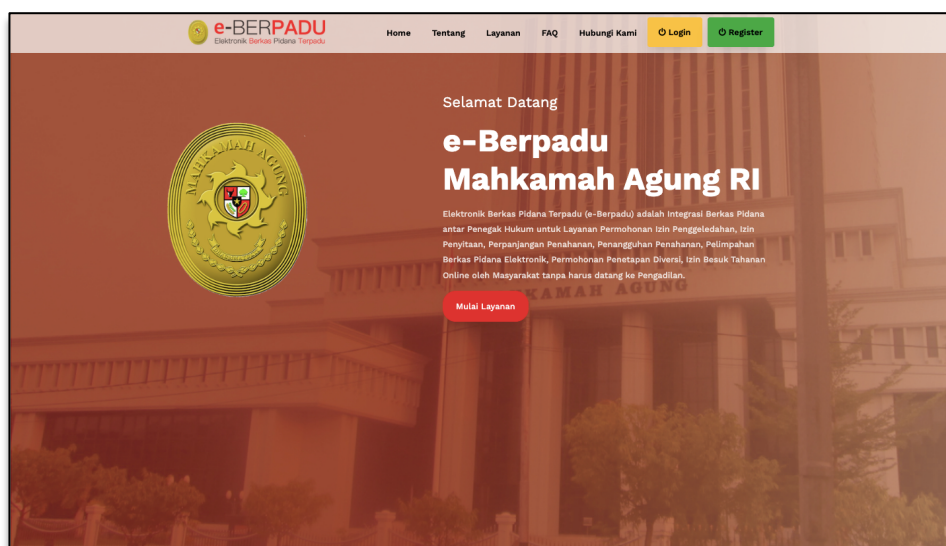 e-BERPADU
Elektronik Berkas Pidana Terpadu
Home Tentang Layanan FAQ Hubungi Kami Login Register
Selamat Datang
e-Berpadu
Mahkamah Agung RI
MAHKAMAH AGUNG
Elektronik Berkas Pidana Terpadu (e-Berpadu) adalah Integrasi Berkas Pidana
antar Penegak Hukum untuk Layanan Permohonan Izin Penggeledahan, Izin
Penyitaan, Perpanjangan Penahanan, Penangguhan Penahanan, Pelimpahan
Berkas Pidana Elektronik, Permohonan Penetapan Diversi, Izin Besuk Tahanan
Online oleh Masyarakat tanpa harus datang ke Pengadilan.
KAMAH AGUNG
Mulai Layanan